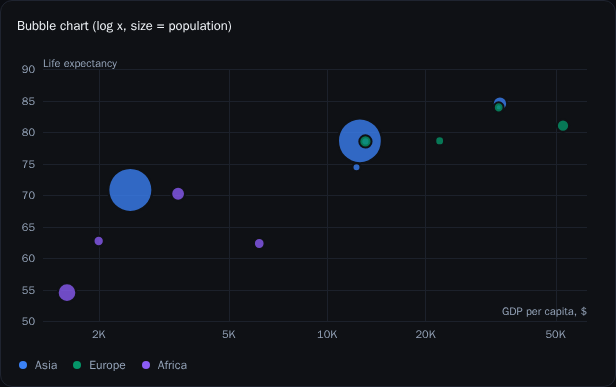 Bubble chart (log x, size = population)
Life expectancy
90
85
80
75
70
65
60
55
50
GDP per capita, $
2K 5K 10K 20K 50K
Asia Europe Africa